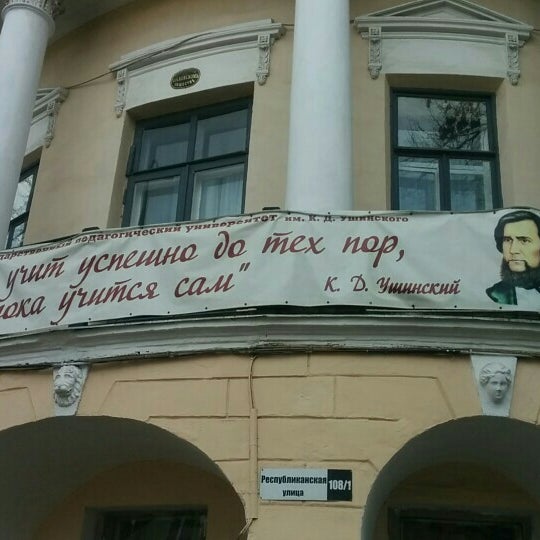 педагогический университет им. К. Д. Ушинского
учит успешно до тех пор,
пока учится сам"
К. Д. Ушинский
Республиканская
улица
108/1